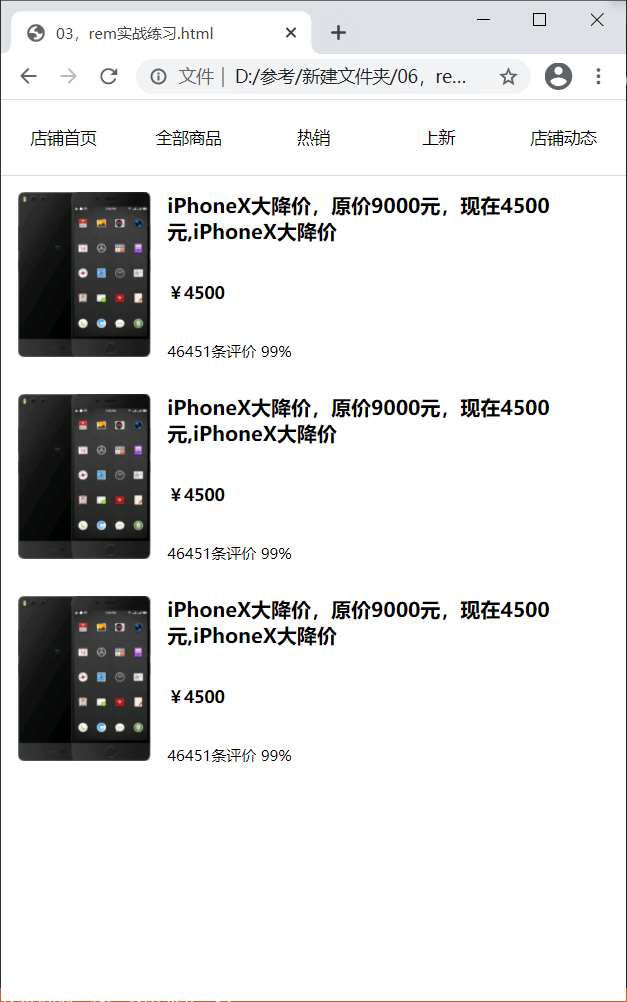 03，rem实战练习.html
文件 | D:/参考/新建文件夹/06，re...
店铺首页 全部商品 热销 上新 店铺动态
iPhoneX大降价，原价9000元，现在4500
元,iPhoneX大降价
￥4500
46451条评价 99%
iPhoneX大降价，原价9000元，现在4500
元,iPhoneX大降价
￥4500
46451条评价 99%
iPhoneX大降价，原价9000元，现在4500
元,iPhoneX大降价
￥4500
46451条评价 99%